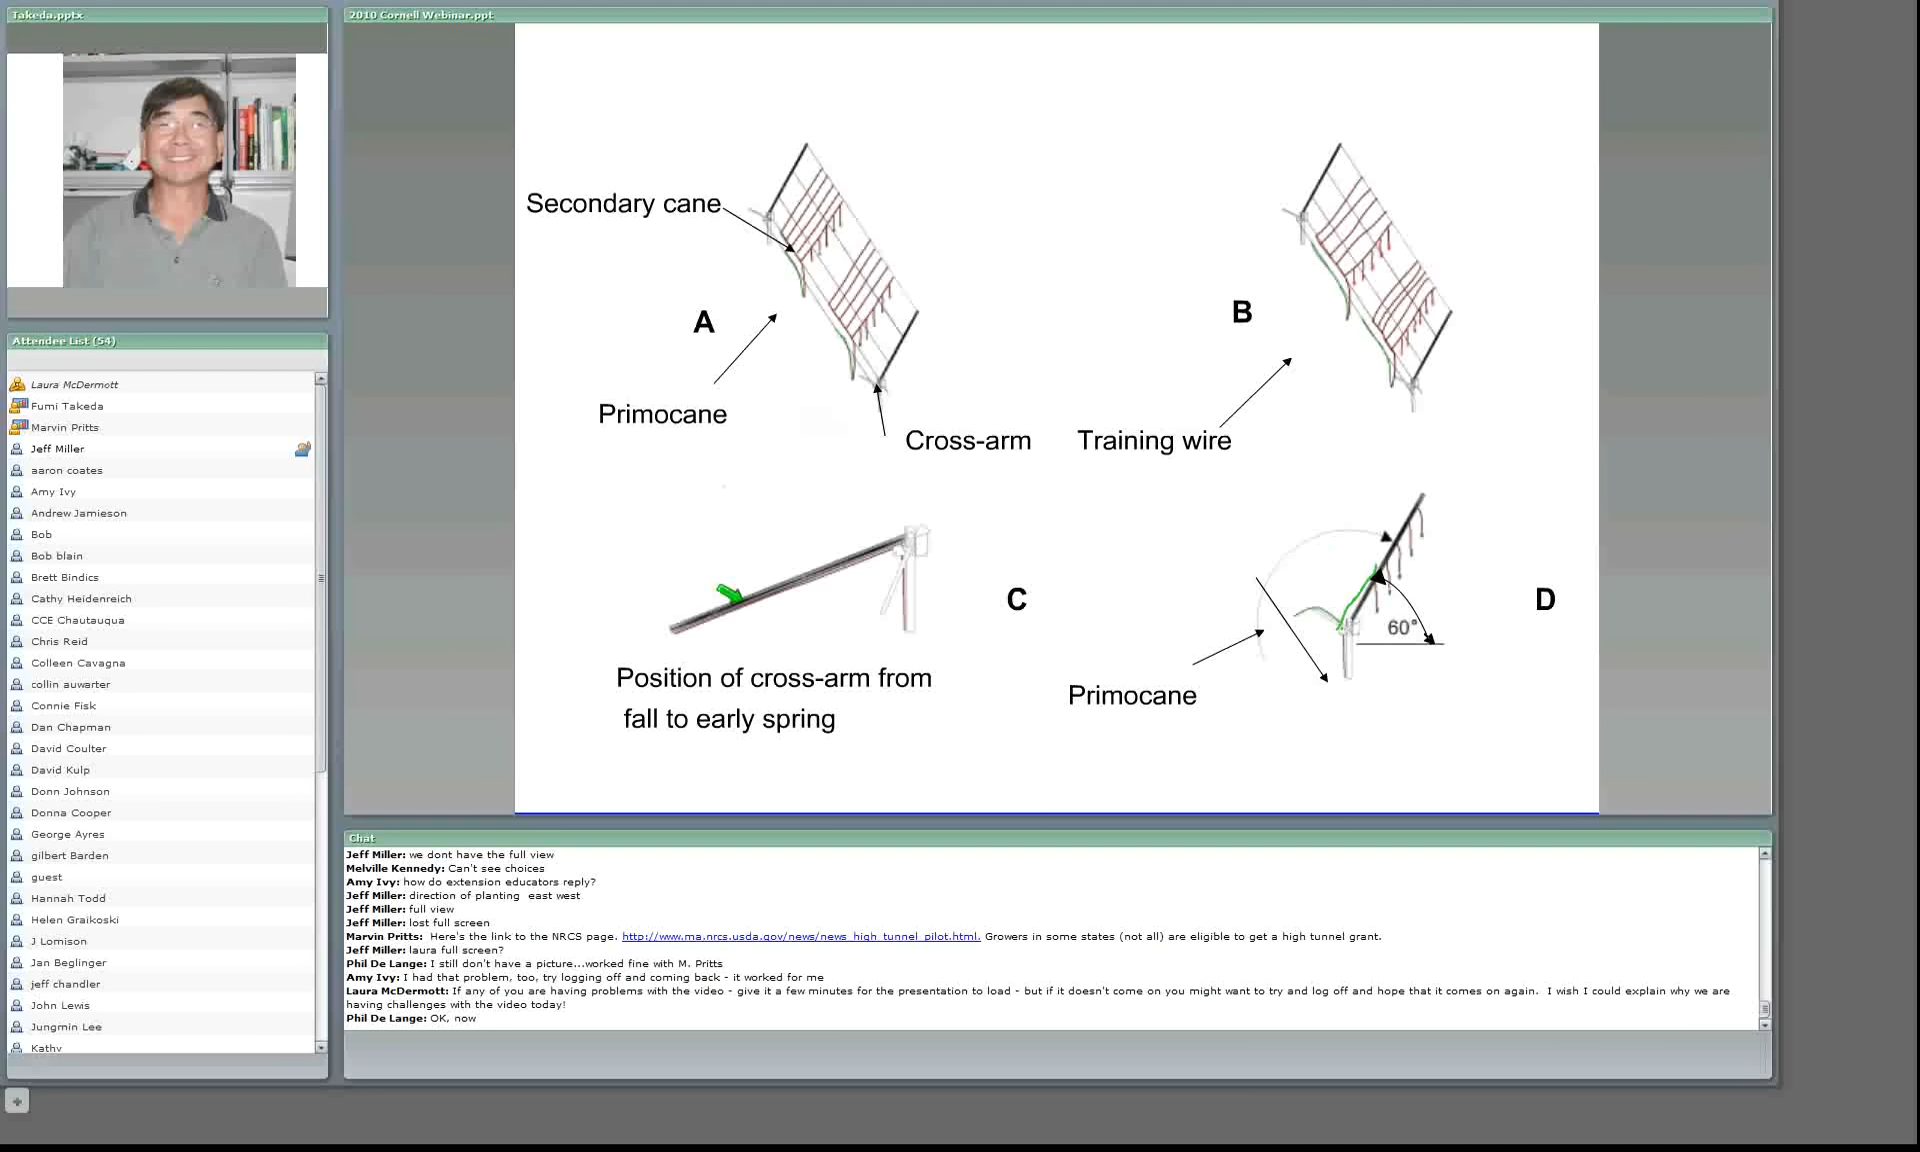 Takeda.pptx
Attendee List (54)
Laura McDermott
Fumi Takeda
Marvin Pritts
Jeff Miller
aaron coates
Amy Ivy
Andrew Jamieson
Bob
Bob blain
Brett Bindics
Cathy Heidenreich
CCE Chautauqua
Chris Reid
Colleen Cavagna
collin auwarter
Connie Fisk
Dan Chapman
David Coulter
David Kulp
Donn Johnson
Donna Cooper
George Ayres
gilbert Barden
guest
Hannah Todd
Helen Graikoski
J Lomison
Jan Beglinger
jeff chandler
John Lewis
Jungmin Lee
Kathy
2010 Cornell Webinar.ppt
Secondary cane
A
B
Primocane
Cross-arm
Training wire
C
D
60°
Position of cross-arm from
fall to early spring
Primocane
Chat
Jeff Miller: we dont have the full view
Melville Kennedy: Can't see choices
Amy Ivy: how do extension educators reply?
Jeff Miller: direction of planting east west
Jeff Miller: full view
Jeff Miller: lost full screen
Marvin Pritts: Here's the link to the NRCS page. http://www.ma.nrcs.usda.gov/news/news_high_tunnel_pilot.html. Growers in some states (not all) are eligible to get a high tunnel grant.
Jeff Miller: laura full screen?
Phil De Lange: I still don't have a picture...worked fine with M. Pritts
Amy Ivy: I had that problem, too, try logging off and coming back - it worked for me
Laura McDermott: If any of you are having problems with the video - give it a few minutes for the presentation to load - but if it doesn't come on you might want to try and log off and hope that it comes on again. I wish I could explain why we are
having challenges with the video today!
Phil De Lange: OK, now